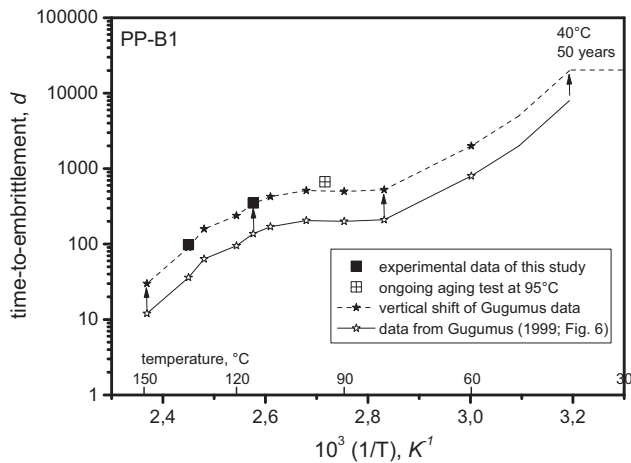 PP-B1
40°C
50 years
time-to-embrittlement, d
100000
10000
1000
100
10
1
experimental data of this study
ongoing aging test at 95°C
vertical shift of Gugumus data
data from Gugumus (1999; Fig. 6)
temperature, °C
150 120 90 60 30
2,4 2,6 2,8 3,0 3,2
10³ (1/T), K⁻¹